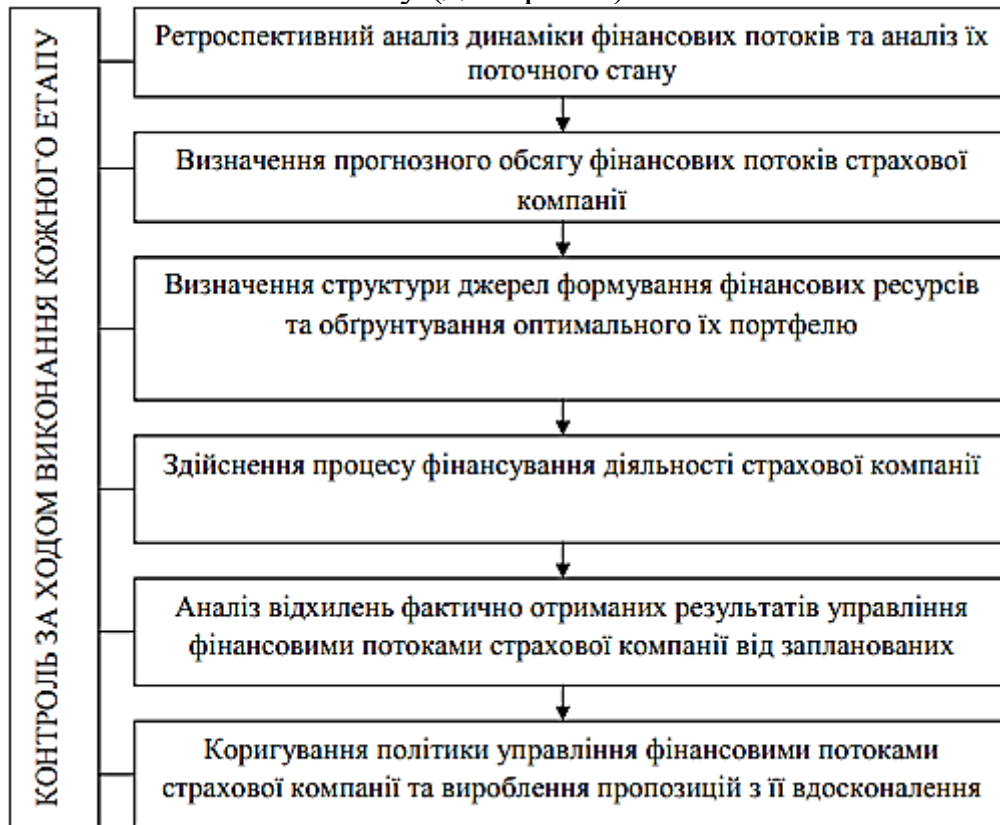 КОНТРОЛЬ ЗА ХОДОМ ВИКОНАННЯ КОЖНОГО ЕТАПУ
Ретроспективний аналіз динаміки фінансових потоків та аналіз їх
поточного стану
Визначення прогнозного обсягу фінансових потоків страхової
компанії
Визначення структури джерел формування фінансових ресурсів
та обґрунтування оптимального їх портфелю
Здійснення процесу фінансування діяльності страхової компанії
Аналіз відхилень фактично отриманих результатів управління
фінансовими потоками страхової компанії від запланованих
Коригування політики управління фінансовими потоками
страхової компанії та вироблення пропозицій з її вдосконалення